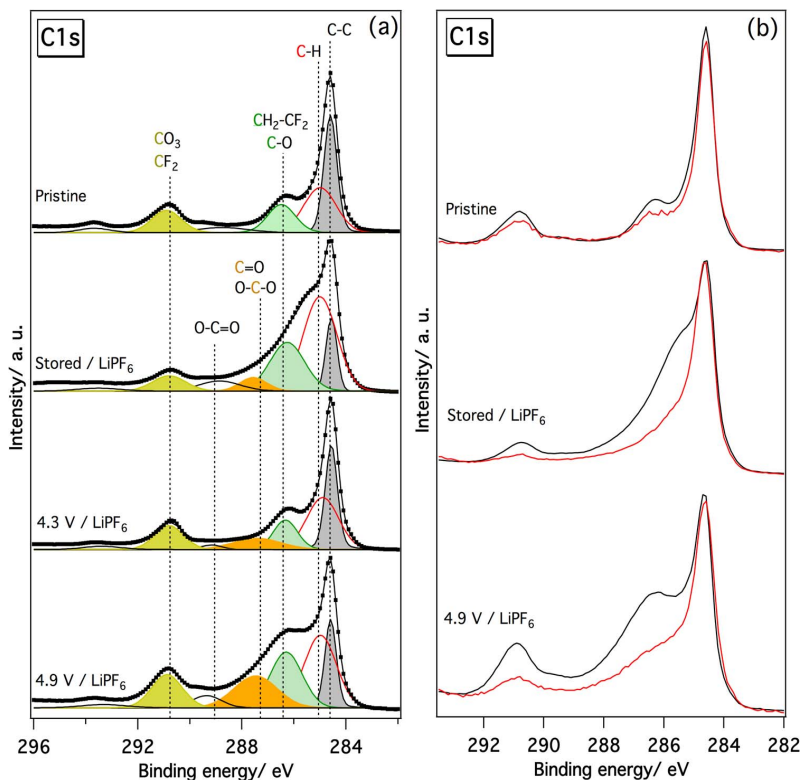 C1s
(a)
C-C
C-H
CH₂-CF₂
C-O
CO₃
CF₂
Pristine
C=O
O-C-O
O-C=O
Stored / LiPF₆
4.3 V / LiPF₆
4.9 V / LiPF₆
Intensity/ a. u.
296 292 288 284
Binding energy/ eV
C1s
(b)
Pristine
Stored / LiPF₆
4.9 V / LiPF₆
Intensity/ a. u.
292 290 288 286 284 282
Binding energy/ eV